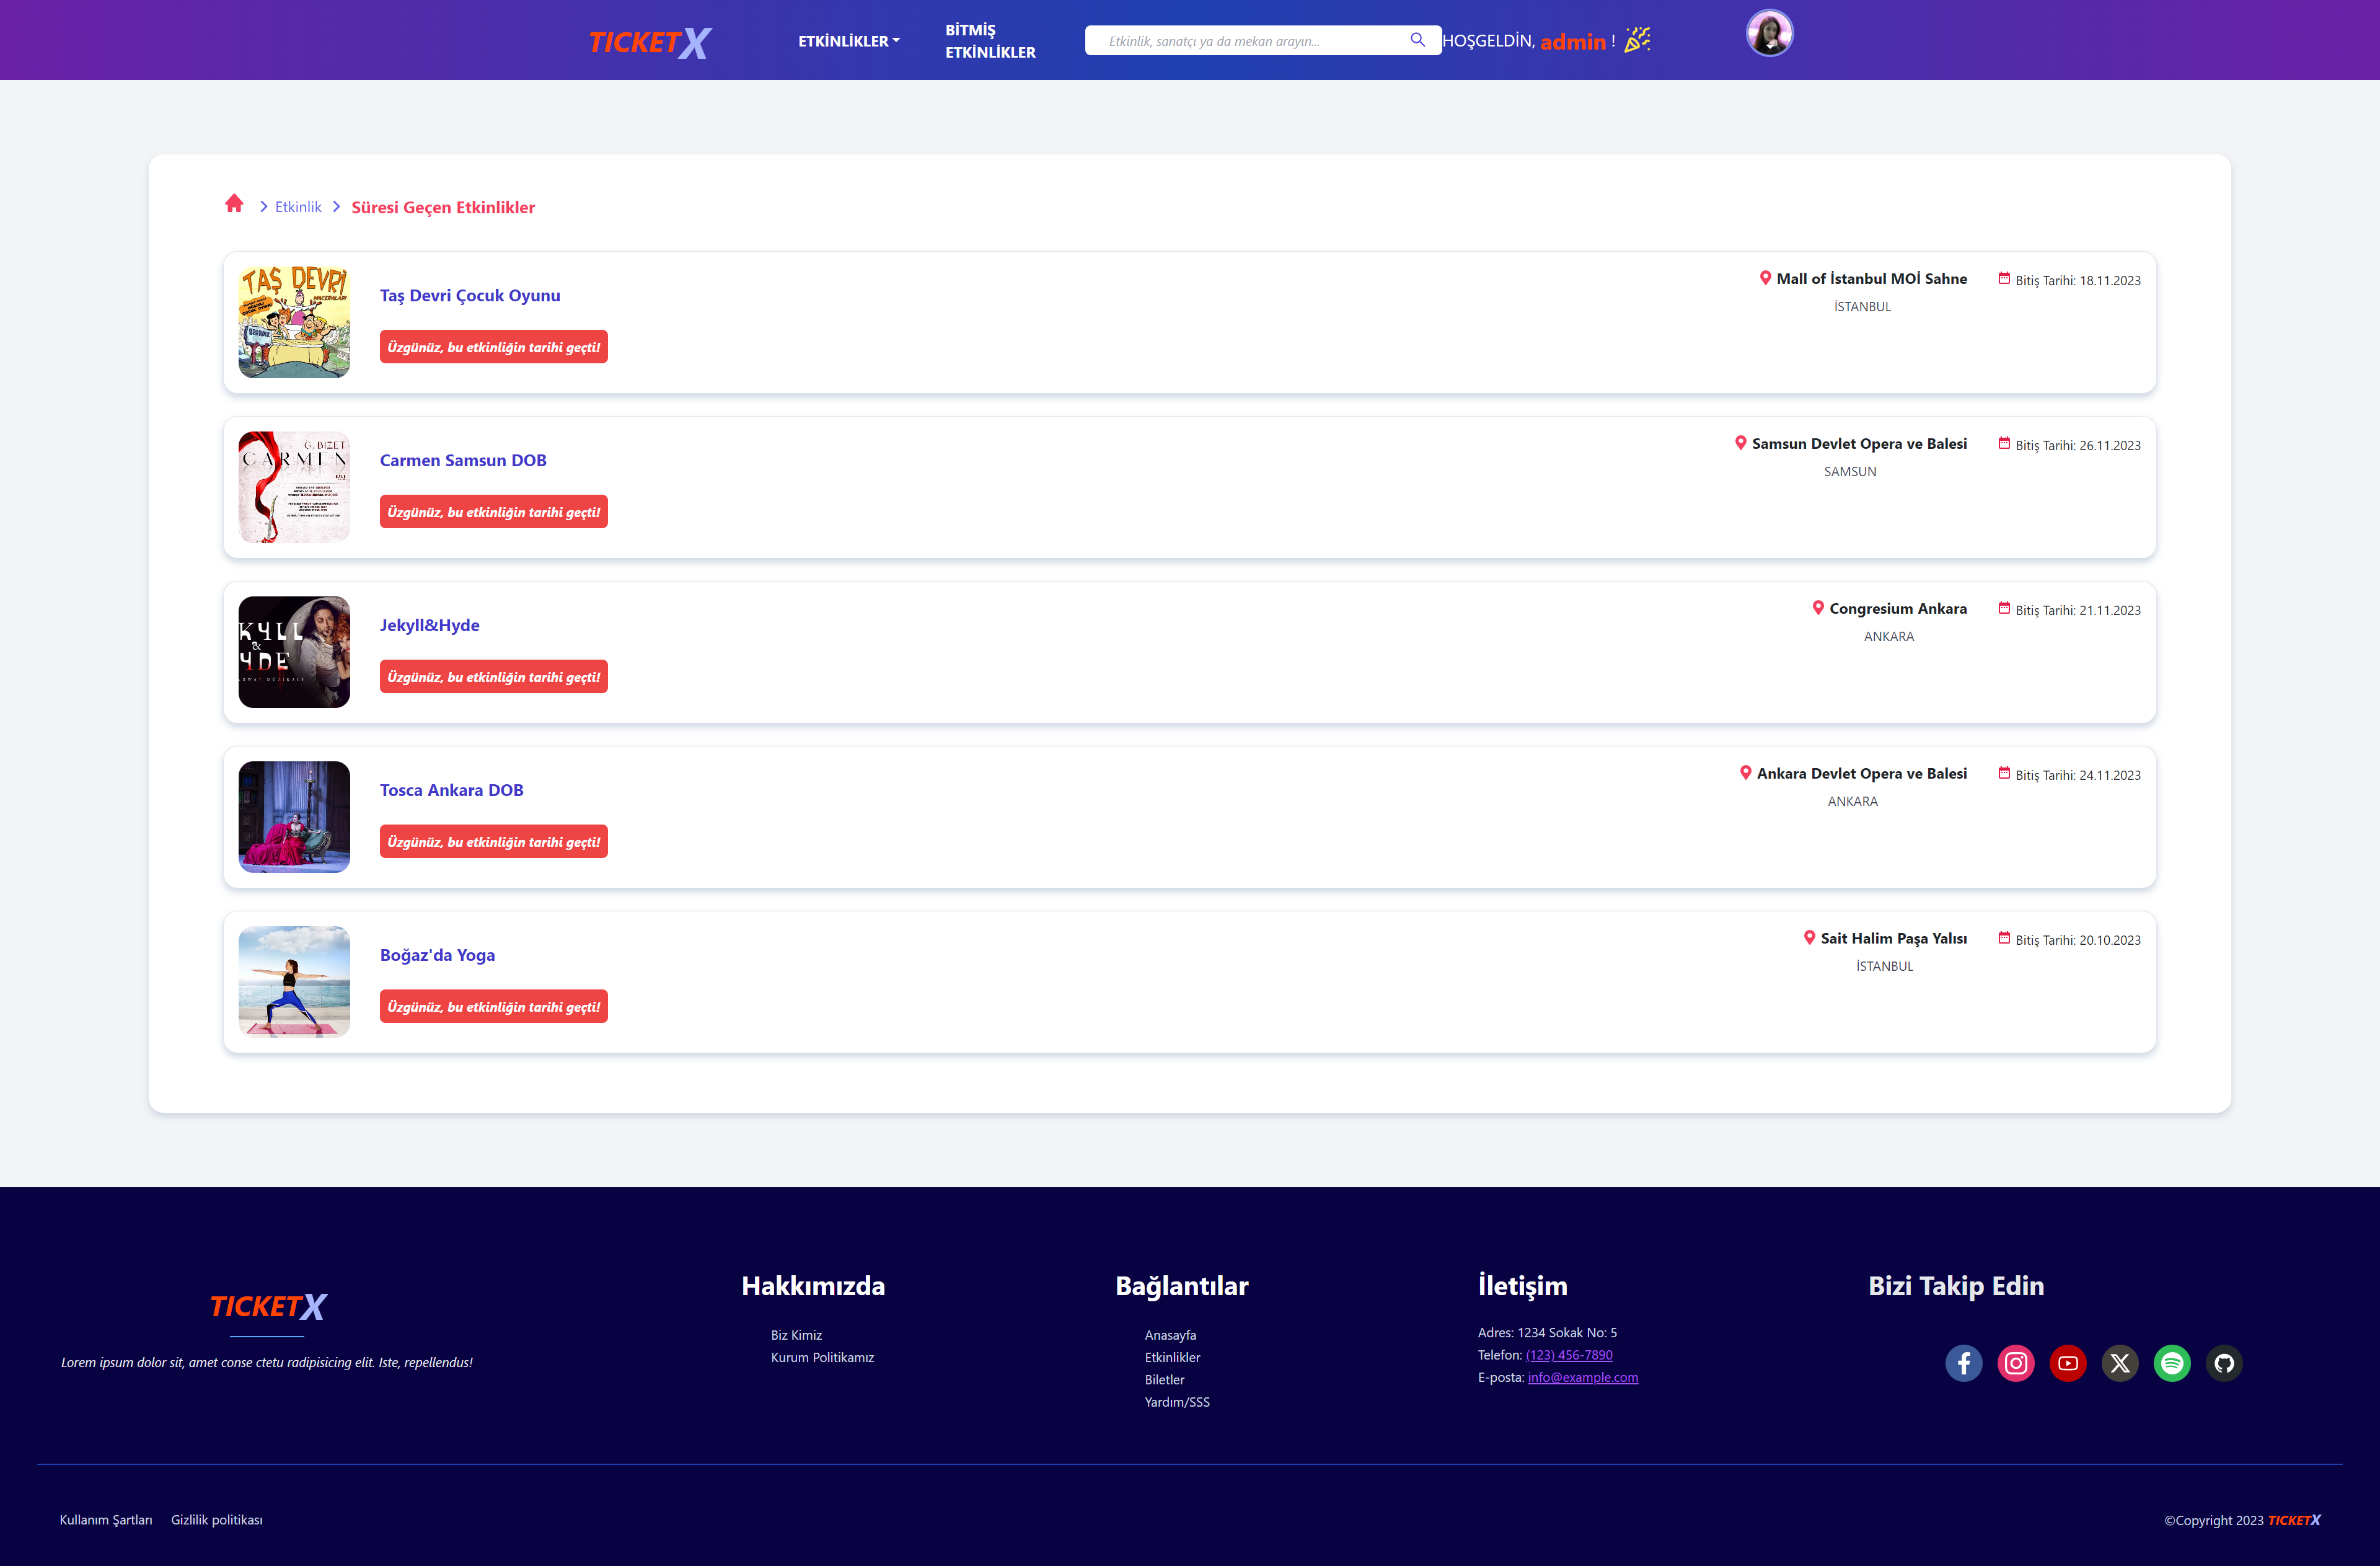 TICKETX
ETKİNLİKLER
BİTMİŞ
ETKİNLİKLER
Etkinlik, sanatçı ya da mekan arayın...
HOŞGELDİN, admin !
Etkinlik
Süresi Geçen Etkinlikler
TAŞ DEVRİ
Taş Devri Çocuk Oyunu
Üzgünüz, bu etkinliğin tarihi geçti!
Mall of İstanbul MOİ Sahne
İSTANBUL
Bitiş Tarihi: 18.11.2023
G. BIZET
CARMEN
Carmen Samsun DOB
Üzgünüz, bu etkinliğin tarihi geçti!
Samsun Devlet Opera ve Balesi
SAMSUN
Bitiş Tarihi: 26.11.2023
KYLL
&
YDE
Jekyll&Hyde
Üzgünüz, bu etkinliğin tarihi geçti!
Congresium Ankara
ANKARA
Bitiş Tarihi: 21.11.2023
Tosca Ankara DOB
Üzgünüz, bu etkinliğin tarihi geçti!
Ankara Devlet Opera ve Balesi
ANKARA
Bitiş Tarihi: 24.11.2023
Boğaz'da Yoga
Üzgünüz, bu etkinliğin tarihi geçti!
Sait Halim Paşa Yalısı
İSTANBUL
Bitiş Tarihi: 20.10.2023
TICKETX
Lorem ipsum dolor sit, amet conse ctetu radipisicing elit. Iste, repellendus!
Hakkımızda
Biz Kimiz
Kurum Politikamız
Bağlantılar
Anasayfa
Etkinlikler
Biletler
Yardım/SSS
İletişim
Adres: 1234 Sokak No: 5
Telefon: (123) 456-7890
E-posta: info@example.com
Bizi Takip Edin
Kullanım Şartları
Gizlilik politikası
©Copyright 2023 TICKETX